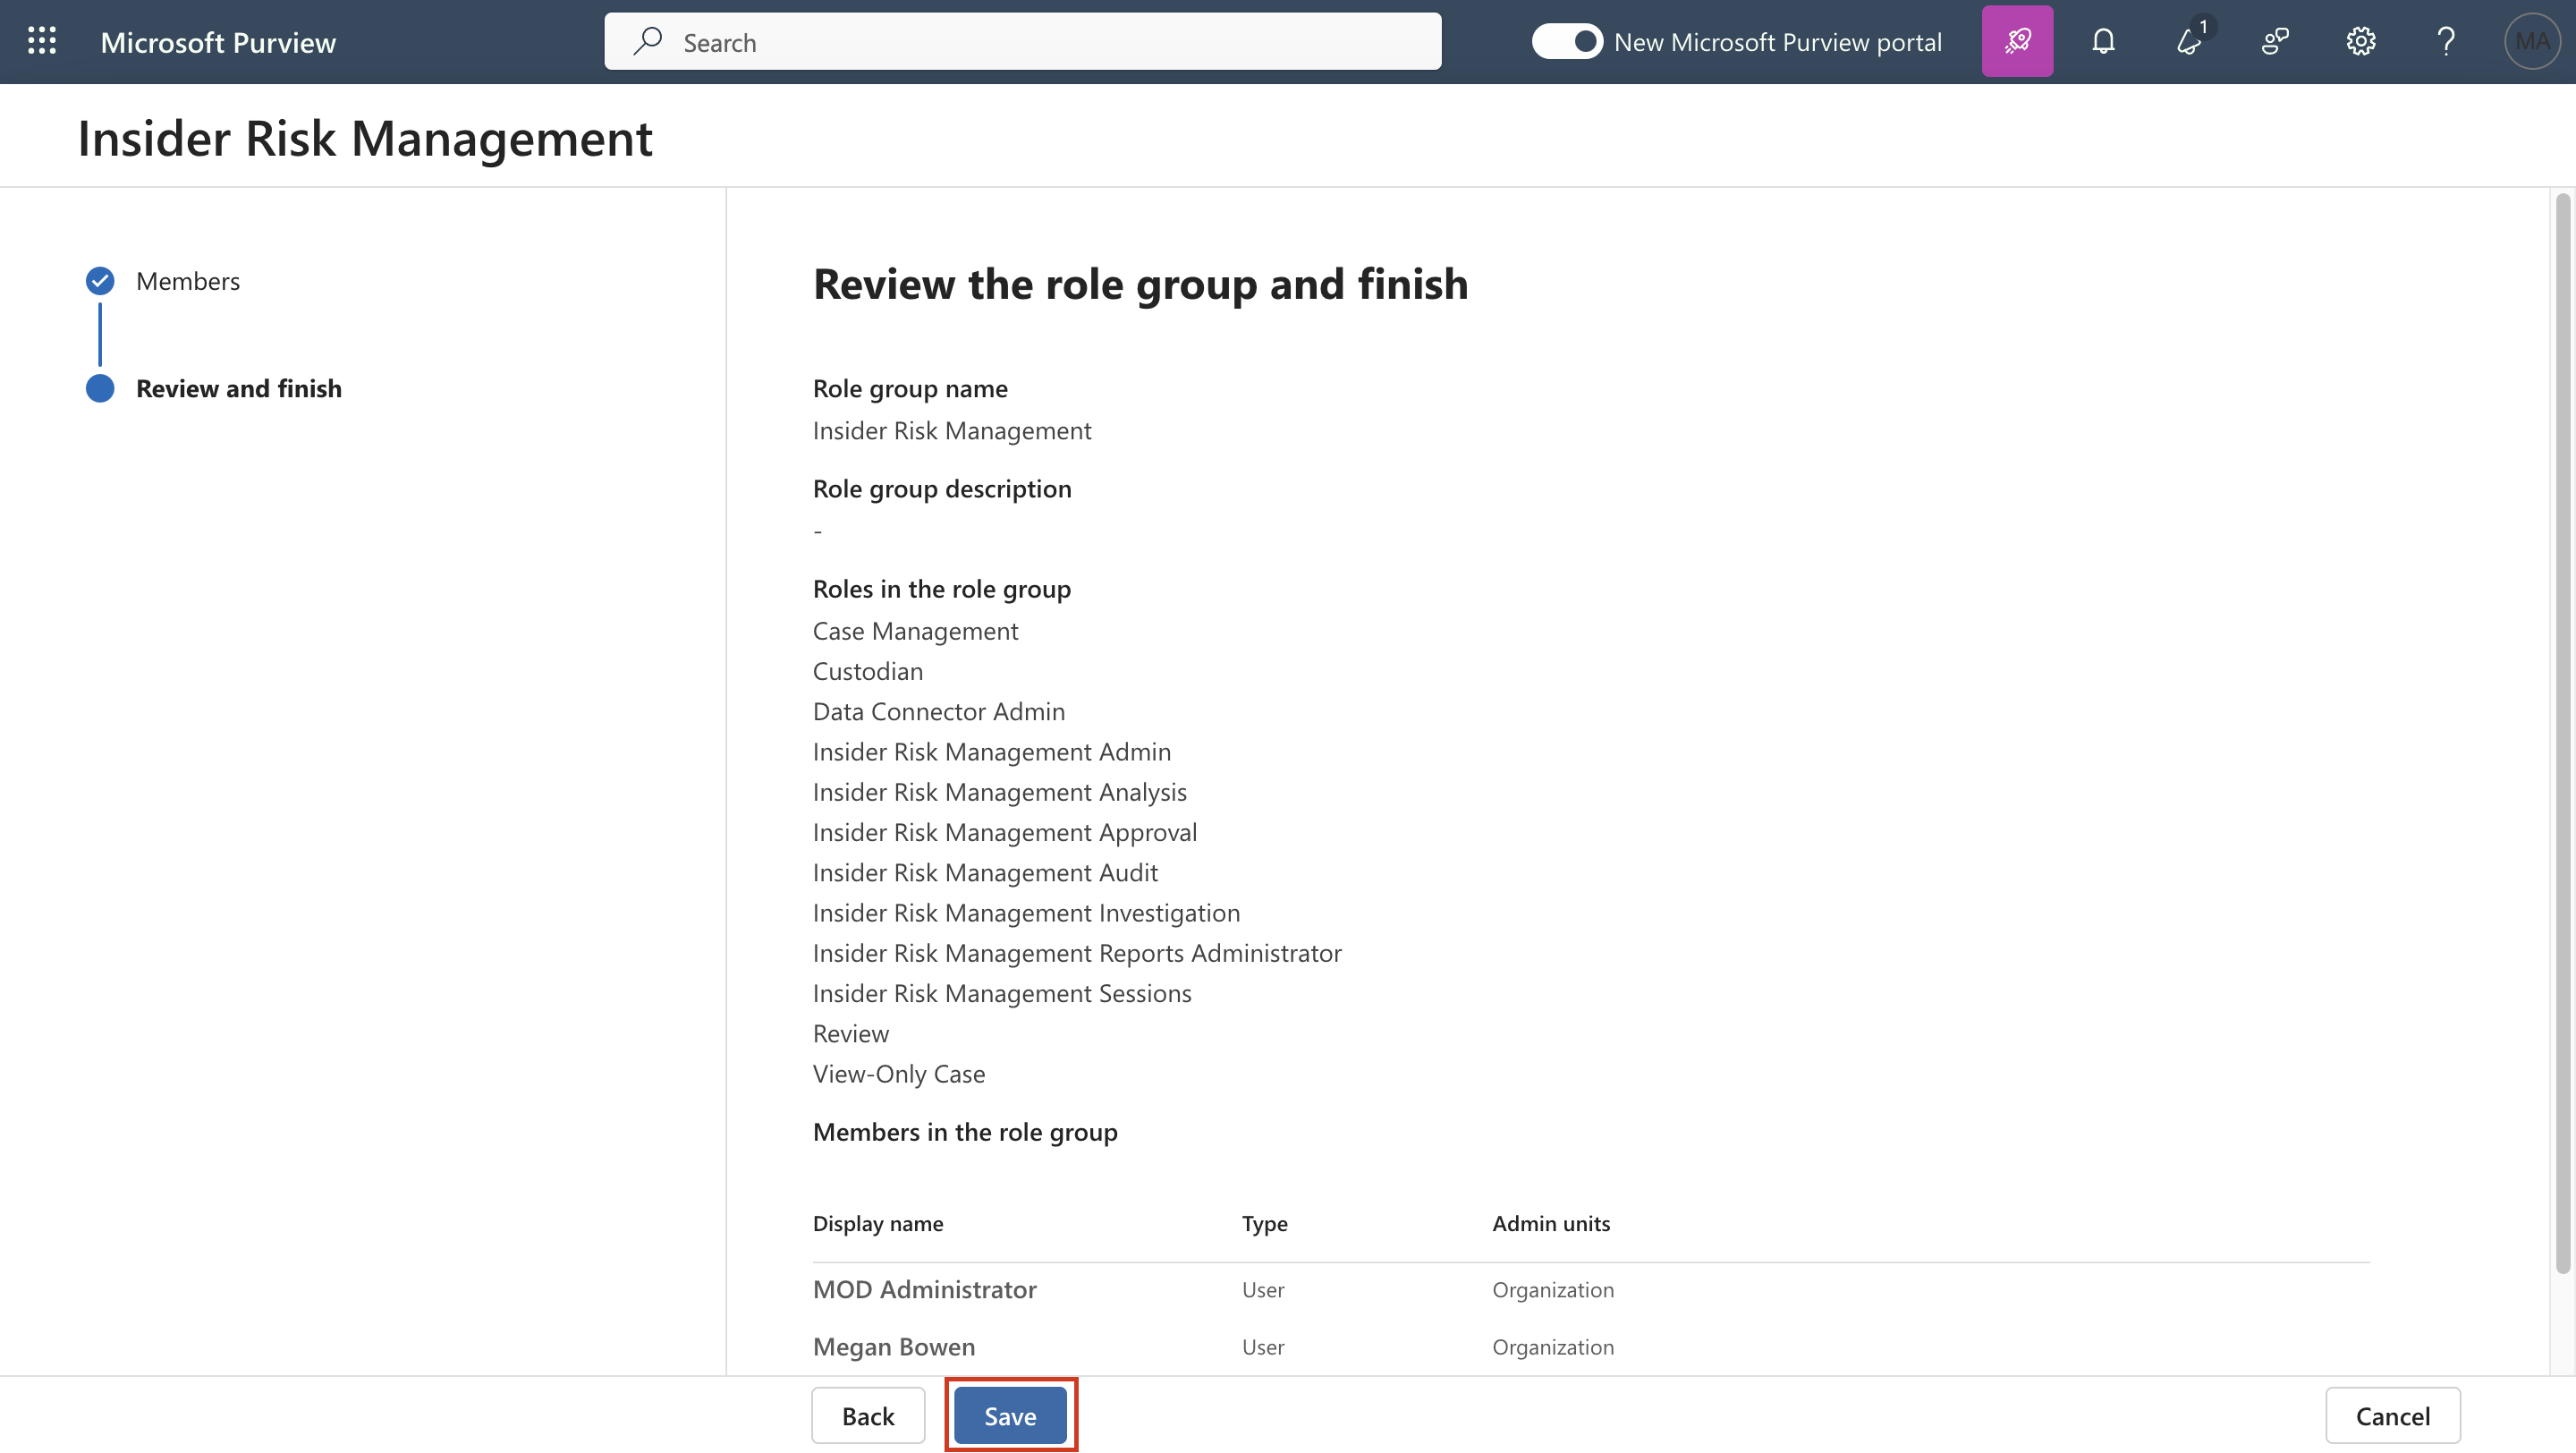 Microsoft Purview
Search
New Microsoft Purview portal
1
MA
Insider Risk Management
Members
Review and finish
Review the role group and finish
Role group name
Insider Risk Management
Role group description
-
Roles in the role group
Case Management
Custodian
Data Connector Admin
Insider Risk Management Admin
Insider Risk Management Analysis
Insider Risk Management Approval
Insider Risk Management Audit
Insider Risk Management Investigation
Insider Risk Management Reports Administrator
Insider Risk Management Sessions
Review
View-Only Case
Members in the role group
Display name Type Admin units
MOD Administrator User Organization
Megan Bowen User Organization
Back Save Cancel